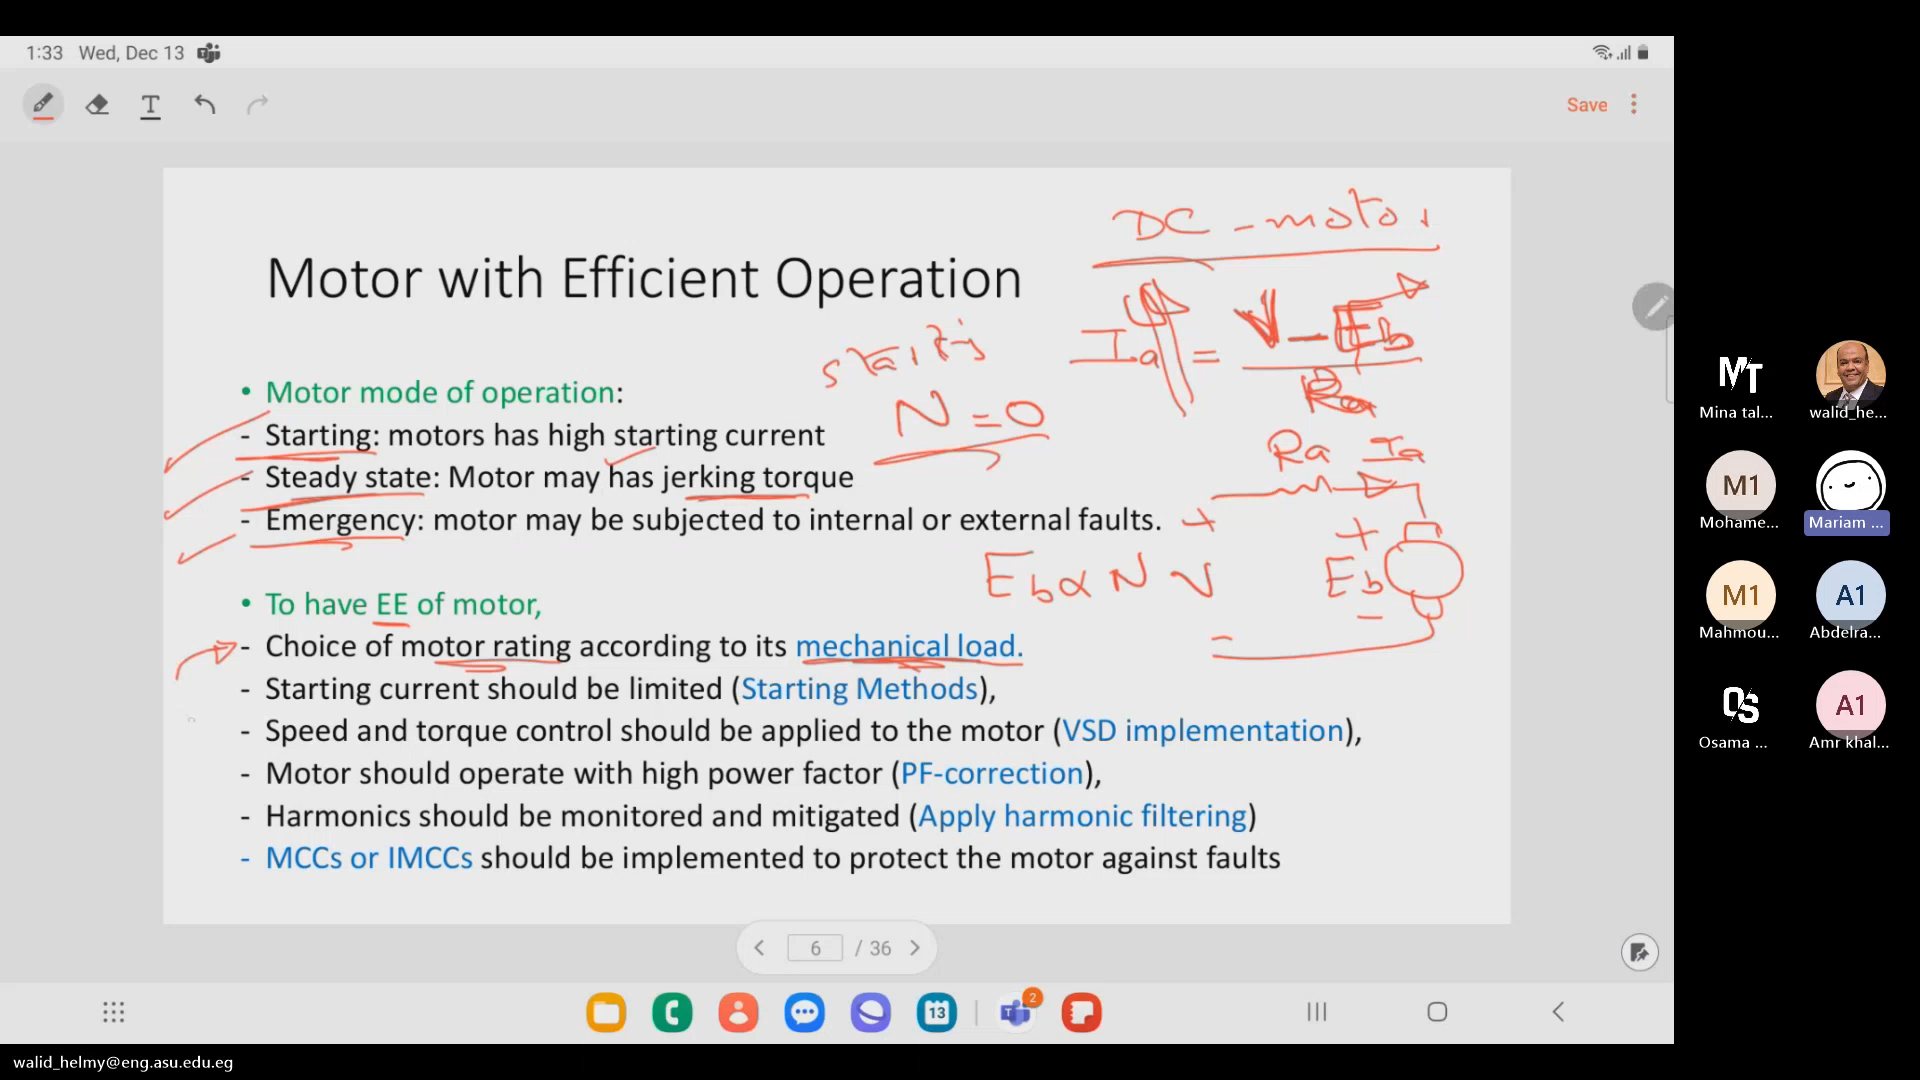 1:33 Wed, Dec 13
T
Save
DC - motor
Motor with Efficient Operation
Ia = V - Eb
Ra
N = 0
• Motor mode of operation:
- Starting: motors has high starting current
- Steady state: Motor may has jerking torque
- Emergency: motor may be subjected to internal or external faults.
Ra Ia
+
+
Eb α N V
Eb
-
-
• To have EE of motor,
- Choice of motor rating according to its mechanical load.
- Starting current should be limited (Starting Methods),
- Speed and torque control should be applied to the motor (VSD implementation),
- Motor should operate with high power factor (PF-correction),
- Harmonics should be monitored and mitigated (Apply harmonic filtering)
- MCCs or IMCCs should be implemented to protect the motor against faults
6 / 36
13
2
MT
Mina tal...
walid_he...
M1
Mohame...
Mariam ...
M1
Mahmou...
A1
Abdelra...
OS
Osama ...
A1
Amr khal...
walid_helmy@eng.asu.edu.eg